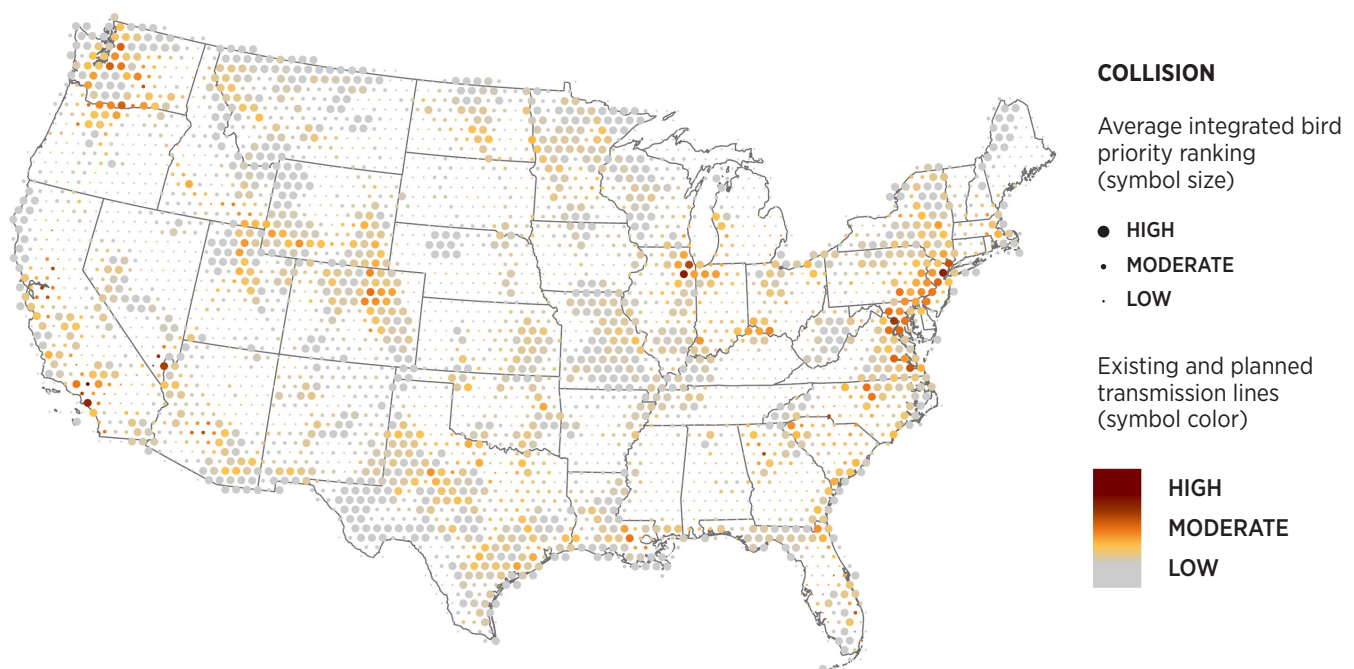 COLLISION
Average integrated bird
priority ranking
(symbol size)
HIGH
MODERATE
LOW
Existing and planned
transmission lines
(symbol color)
HIGH
MODERATE
LOW